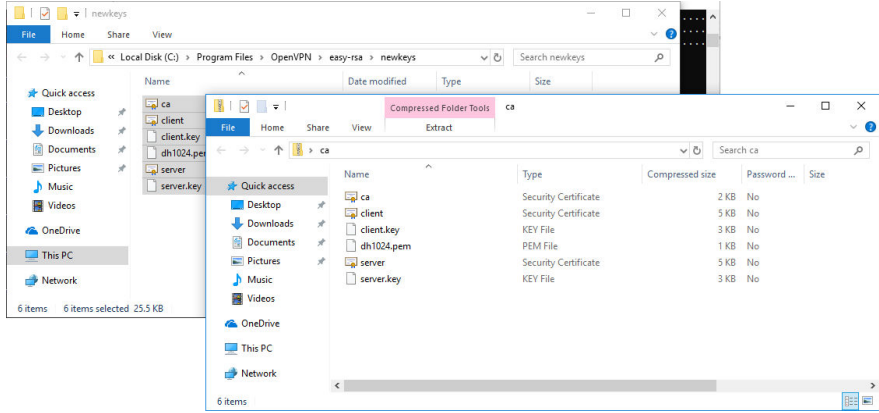 newkeys
File Home Share View
« Local Disk (C:) › Program Files › OpenVPN › easy-rsa › newkeys
Search newkeys
Name Date modified Type Size
Quick access
Desktop
Downloads
Documents
Pictures
Music
Videos
OneDrive
This PC
Network
ca
client
client.key
dh1024.per
server
server.key
6 items 6 items selected 25.5 KB
Compressed Folder Tools ca
File Home Share View Extract
› ca
Search ca
Name Type Compressed size Password ... Size
Quick access
Desktop
Downloads
Documents
Pictures
Music
Videos
OneDrive
This PC
Network
ca Security Certificate 2 KB No
client Security Certificate 5 KB No
client.key KEY File 3 KB No
dh1024.pem PEM File 1 KB No
server Security Certificate 5 KB No
server.key KEY File 3 KB No
6 items